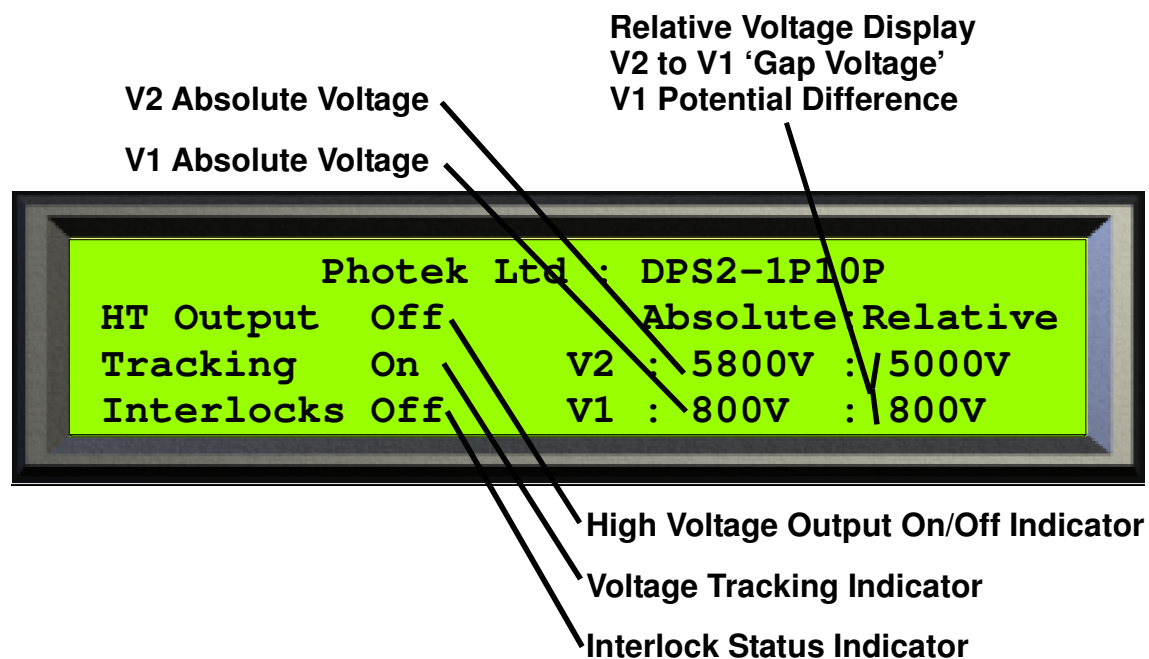 Relative Voltage Display
V2 to V1 ‘Gap Voltage’
V1 Potential Difference
V2 Absolute Voltage
V1 Absolute Voltage
Photek Ltd : DPS2-1P10P
HT Output Off Absolute:Relative
Tracking On V2 : 5800V : 5000V
Interlocks Off V1 : 800V : 800V
High Voltage Output On/Off Indicator
Voltage Tracking Indicator
Interlock Status Indicator